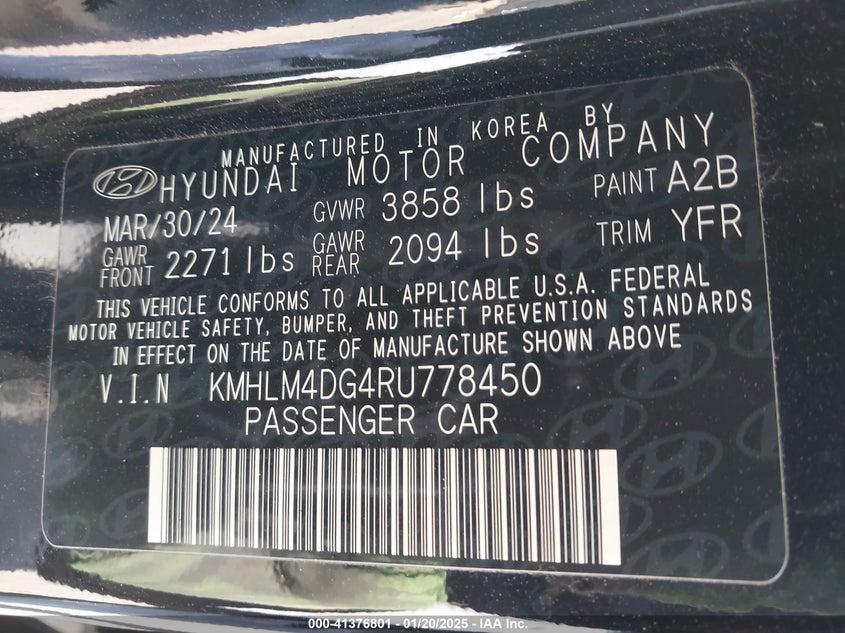 MANUFACTURED IN KOREA BY
HYUNDAI MOTOR COMPANY
MAR/30/24 GVWR 3858 lbs PAINT A2B
GAWR FRONT 2271 lbs GAWR REAR 2094 lbs TRIM YFR
THIS VEHICLE CONFORMS TO ALL APPLICABLE U.S.A. FEDERAL
MOTOR VEHICLE SAFETY, BUMPER, AND THEFT PREVENTION STANDARDS
IN EFFECT ON THE DATE OF MANUFACTURE SHOWN ABOVE
V.I.N KMHLM4DG4RU778450
PASSENGER CAR
000-41376801 - 01/20/2025 - IAA Inc.